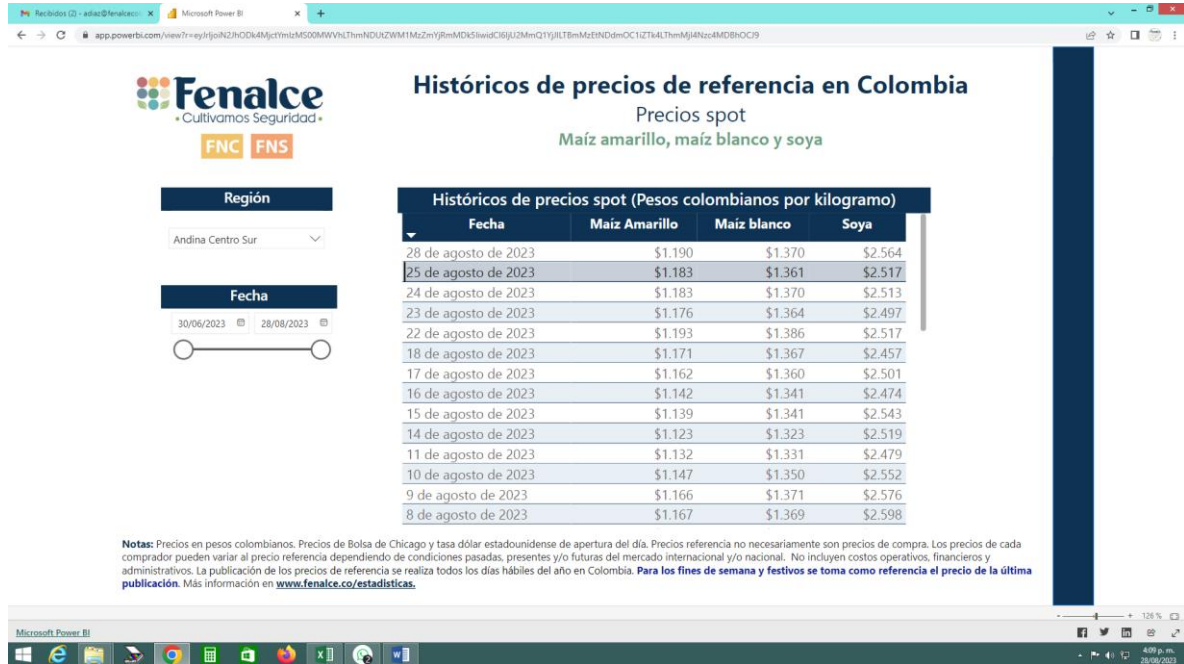 Recibidos (2) - adiaz@fenalceco
Microsoft Power BI
Fenalce
• Cultivamos Seguridad •
FNC FNS
Históricos de precios de referencia en Colombia
Precios spot
Maíz amarillo, maíz blanco y soya
Región
Andina Centro Sur
Fecha
30/06/2023 28/08/2023
Históricos de precios spot (Pesos colombianos por kilogramo)
Fecha Maíz Amarillo Maíz blanco Soya
28 de agosto de 2023 $1.190 $1.370 $2.564
25 de agosto de 2023 $1.183 $1.361 $2.517
24 de agosto de 2023 $1.183 $1.370 $2.513
23 de agosto de 2023 $1.176 $1.364 $2.497
22 de agosto de 2023 $1.193 $1.386 $2.517
18 de agosto de 2023 $1.171 $1.367 $2.457
17 de agosto de 2023 $1.162 $1.360 $2.501
16 de agosto de 2023 $1.142 $1.341 $2.474
15 de agosto de 2023 $1.139 $1.341 $2.543
14 de agosto de 2023 $1.123 $1.323 $2.519
11 de agosto de 2023 $1.132 $1.331 $2.479
10 de agosto de 2023 $1.147 $1.350 $2.552
9 de agosto de 2023 $1.166 $1.371 $2.576
8 de agosto de 2023 $1.167 $1.369 $2.598
Notas: Precios en pesos colombianos. Precios de Bolsa de Chicago y tasa dólar estadounidense de apertura del día. Precios referencia no necesariamente son precios de compra. Los precios de cada
comprador pueden variar al precio referencia dependiendo de condiciones pasadas, presentes y/o futuras del mercado internacional y/o nacional. No incluyen costos operativos, financieros y
administrativos. La publicación de los precios de referencia se realiza todos los días hábiles del año en Colombia. Para los fines de semana y festivos se toma como referencia el precio de la última
publicación. Más información en www.fenalce.co/estadisticas.
126 %
Microsoft Power BI
4:09 p. m.
28/08/2023